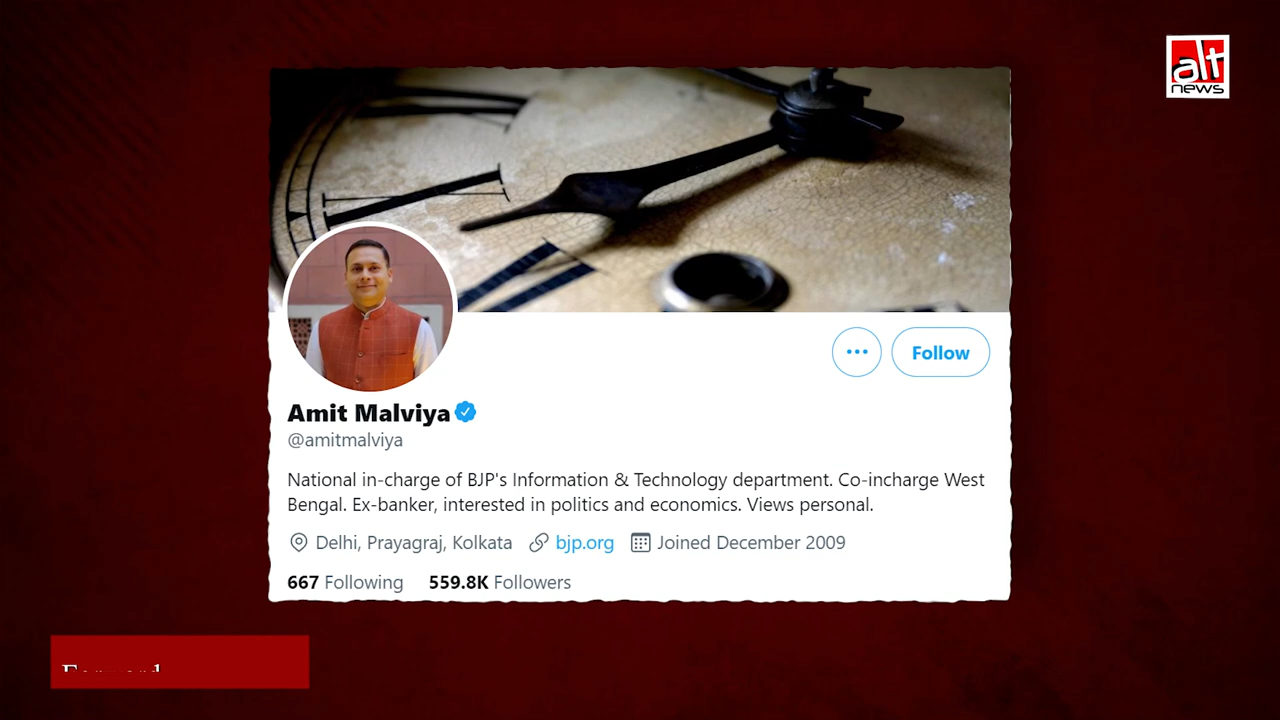 alt
news
Follow
Amit Malviya
@amitmalviya
National in-charge of BJP's Information & Technology department. Co-incharge West
Bengal. Ex-banker, interested in politics and economics. Views personal.
Delhi, Prayagraj, Kolkata bjp.org Joined December 2009
667 Following 559.8K Followers